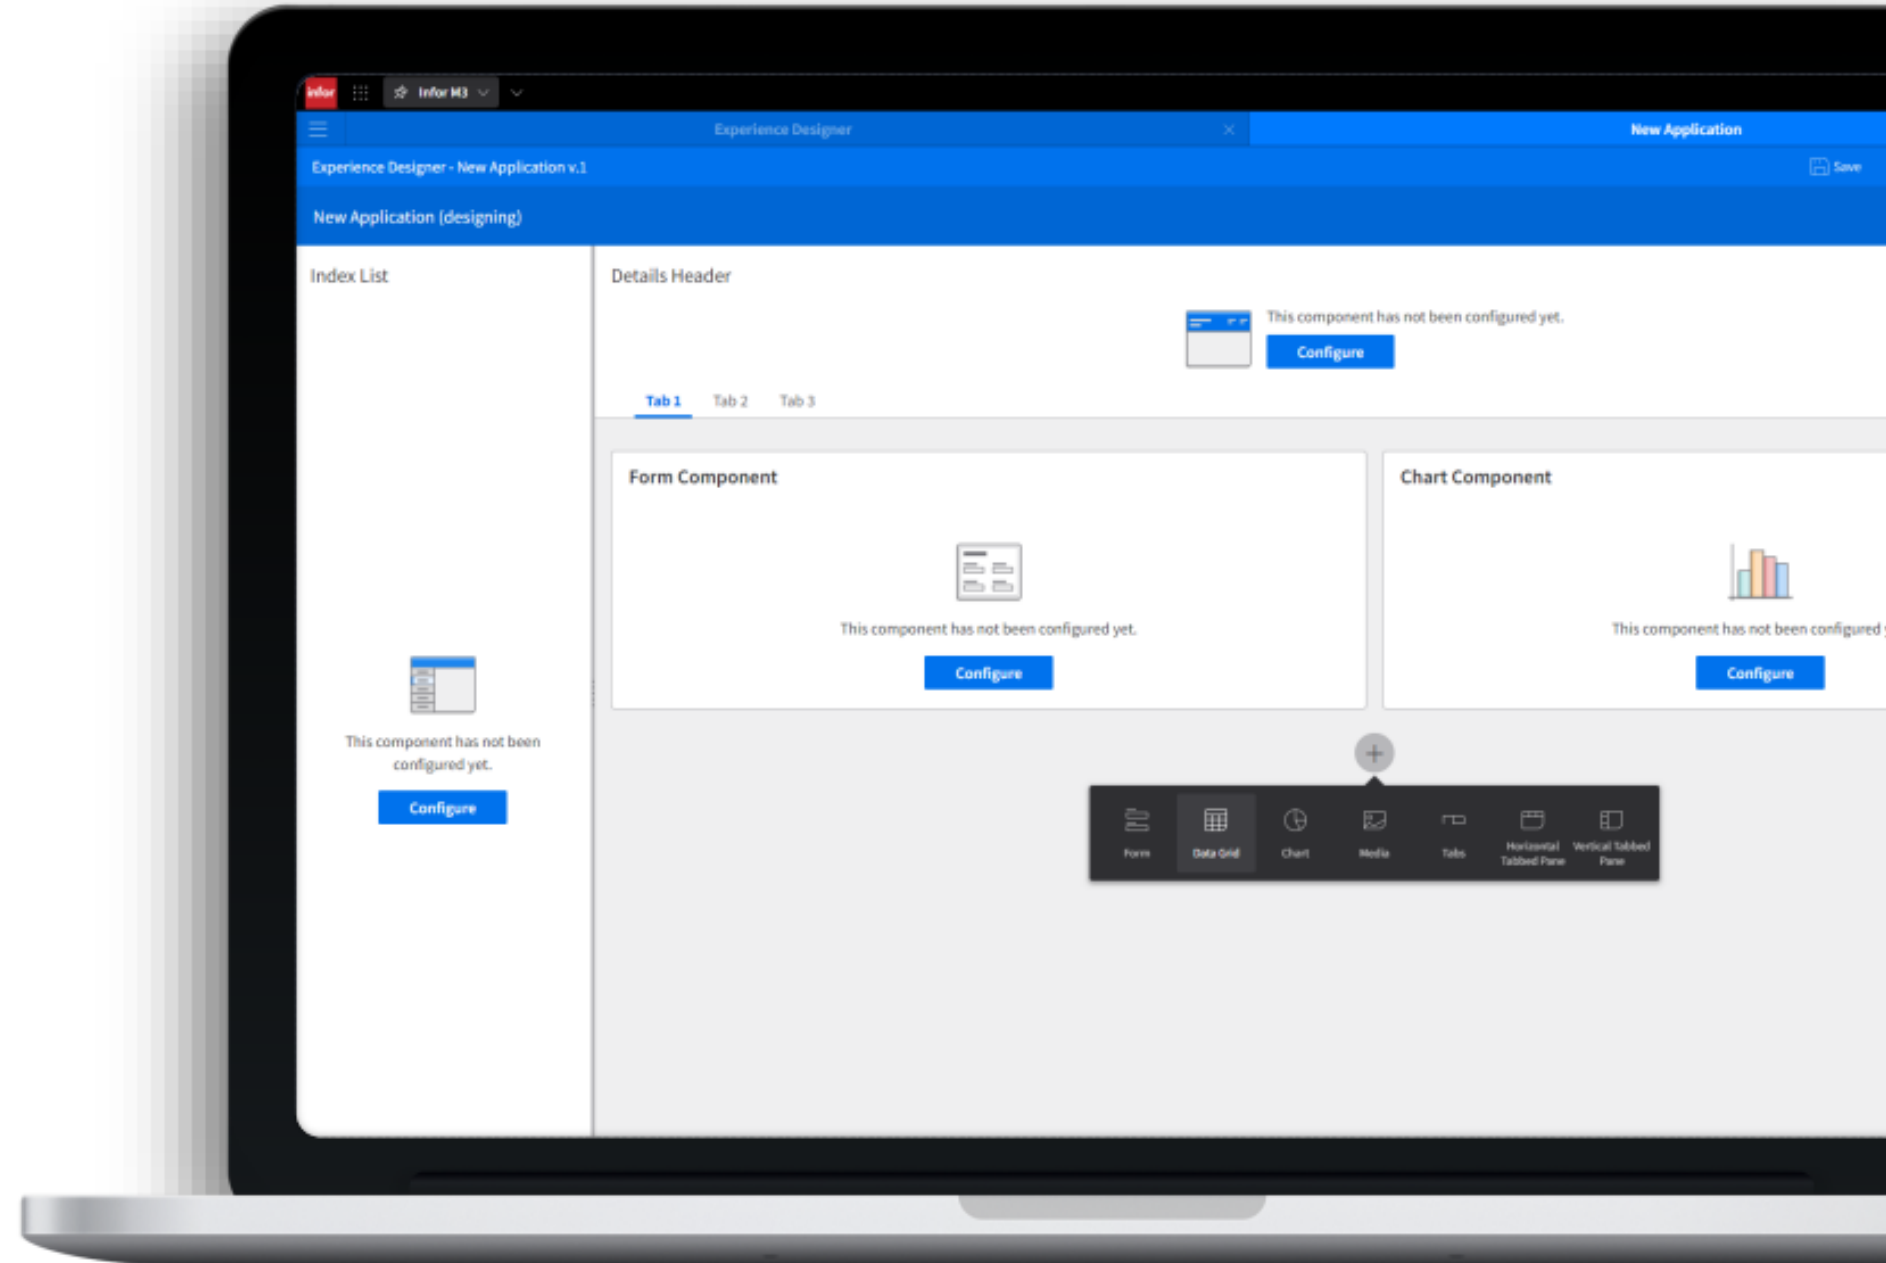 infor
Infor M3
Experience Designer
New Application
Experience Designer - New Application v.1
Save
New Application (designing)
Index List
Details Header
This component has not been configured yet.
Configure
Tab 1
Tab 2
Tab 3
Form Component
Chart Component
This component has not been configured yet.
This component has not been configured
Configure
Configure
This component has not been
configured yet.
Configure
Form
Data Grid
Chart
Media
Tabs
Horizontal
Tabbed Pane
Vertical Tabbed
Pane